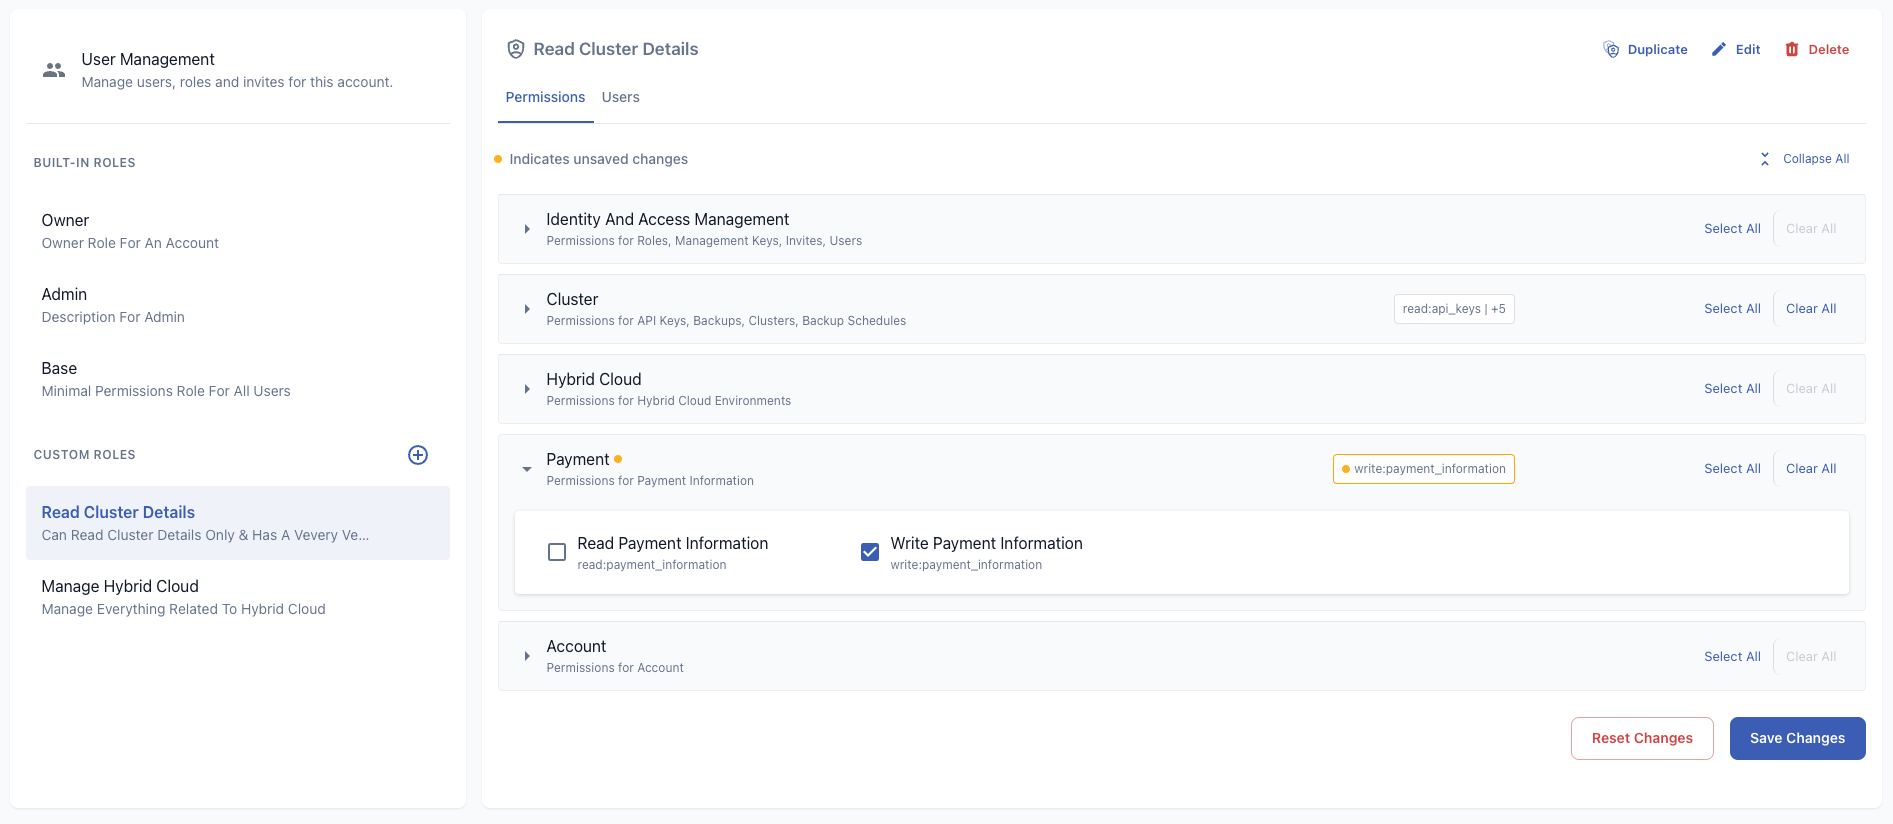 User Management
Manage users, roles and invites for this account.
BUILT-IN ROLES
Owner
Owner Role For An Account
Admin
Description For Admin
Base
Minimal Permissions Role For All Users
CUSTOM ROLES
Read Cluster Details
Can Read Cluster Details Only & Has A Vevery Ve...
Manage Hybrid Cloud
Manage Everything Related To Hybrid Cloud
Read Cluster Details
Duplicate Edit Delete
Permissions Users
Indicates unsaved changes
Collapse All
Identity And Access Management
Permissions for Roles, Management Keys, Invites, Users
Select All Clear All
Cluster
Permissions for API Keys, Backups, Clusters, Backup Schedules
read:api_keys | +5
Select All Clear All
Hybrid Cloud
Permissions for Hybrid Cloud Environments
Select All Clear All
Payment
Permissions for Payment Information
write:payment_information
Select All Clear All
Read Payment Information
read:payment_information
Write Payment Information
write:payment_information
Account
Permissions for Account
Select All Clear All
Reset Changes Save Changes